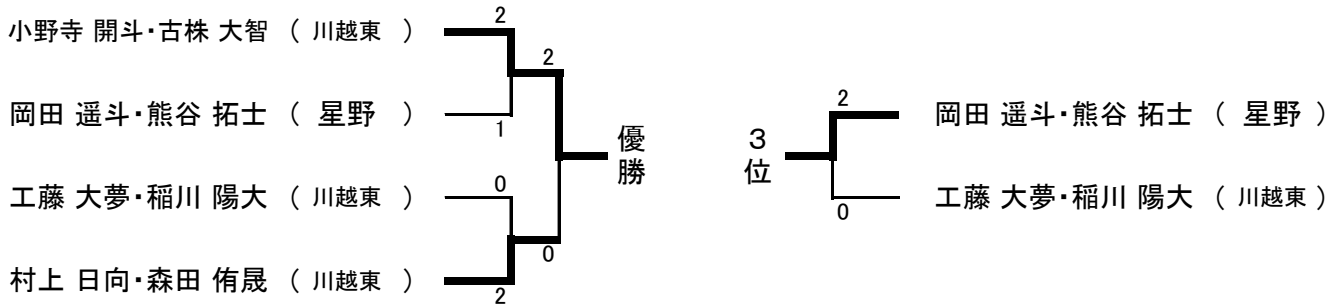 小野寺 開斗・古株 大智 ( 川越東 ) 2
2
岡田 遥斗・熊谷 拓士 ( 星野 ) 1
優勝
工藤 大夢・稲川 陽大 ( 川越東 ) 0
0
村上 日向・森田 侑晟 ( 川越東 ) 2
3位
2 岡田 遥斗・熊谷 拓士 ( 星野 )
0 工藤 大夢・稲川 陽大 ( 川越東 )